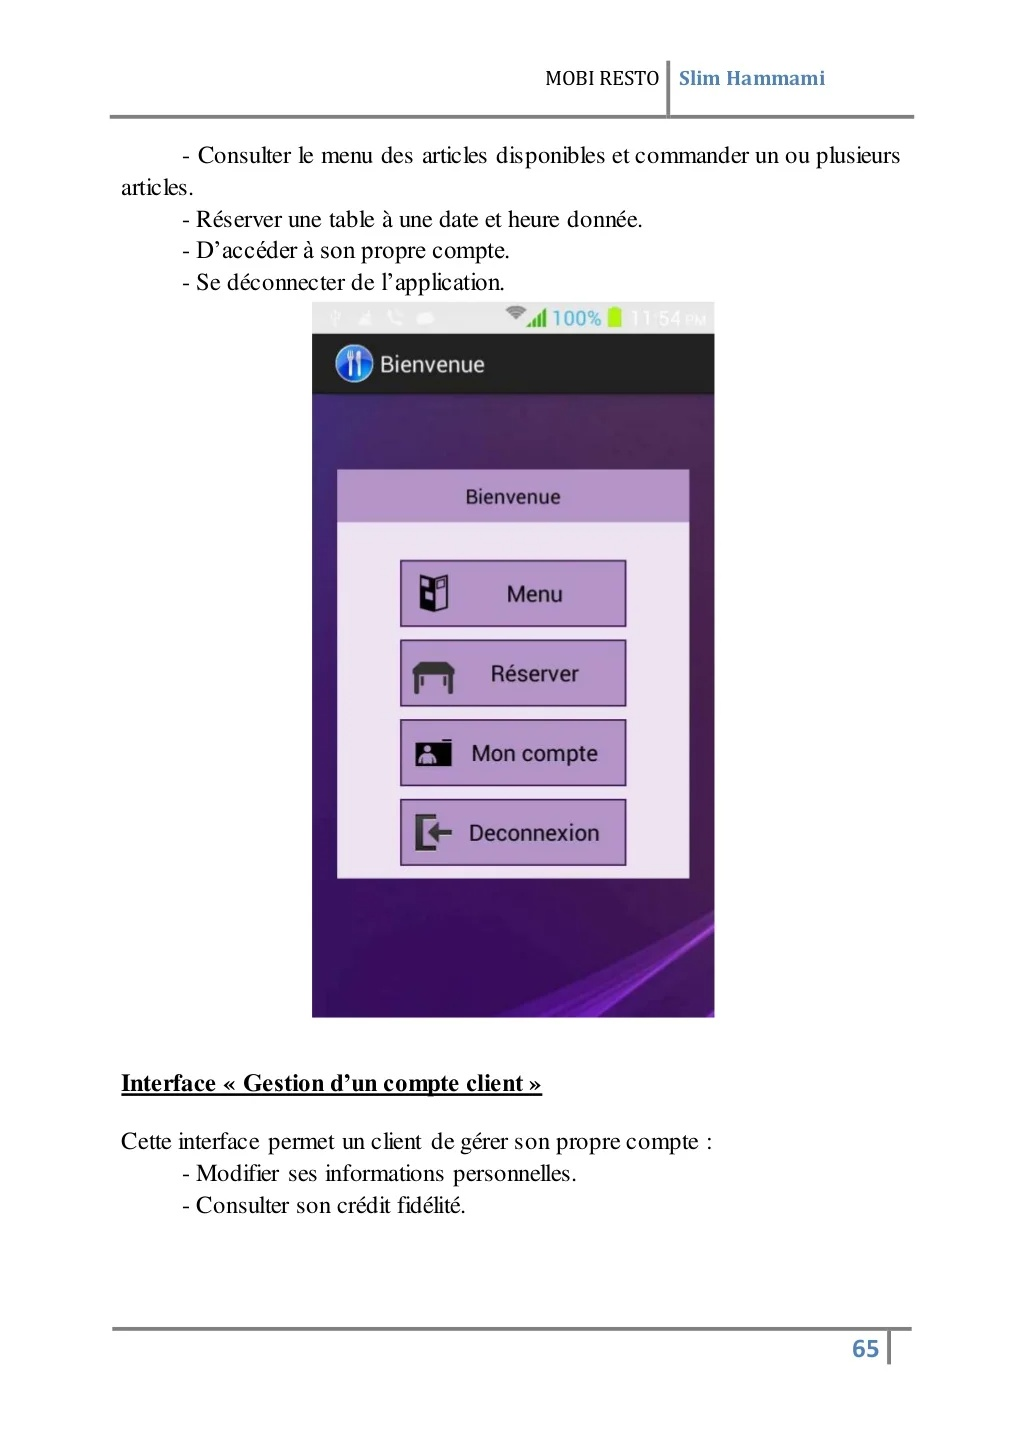 MOBI RESTO Slim Hammami
- Consulter le menu des articles disponibles et commander un ou plusieurs
articles.
- Réserver une table à une date et heure donnée.
- D’accéder à son propre compte.
- Se déconnecter de l’application.
100% 11:54 PM
Bienvenue
Bienvenue
Menu
Réserver
Mon compte
Deconnexion
Interface « Gestion d’un compte client »
Cette interface permet un client de gérer son propre compte :
- Modifier ses informations personnelles.
- Consulter son crédit fidélité.
65